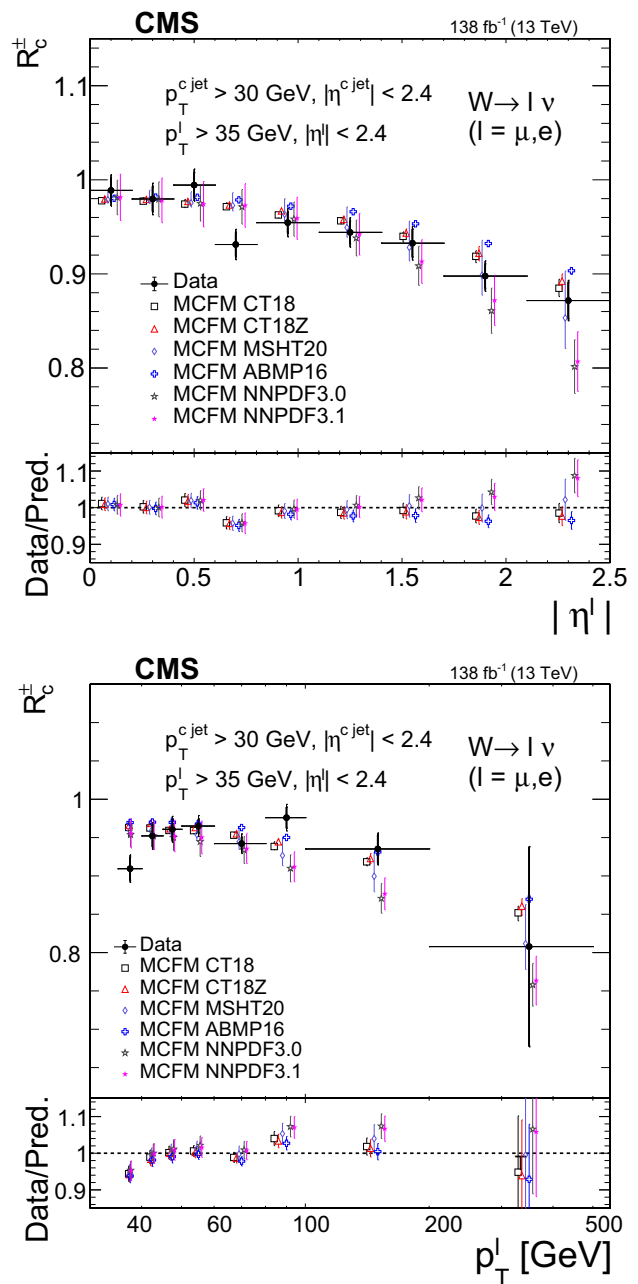 CMS 138 fb⁻¹ (13 TeV)
R_c^±
p_T^{c jet} > 30 GeV, |η^{c jet}| < 2.4
p_T^l > 35 GeV, |η^l| < 2.4
W → l ν
(l = μ,e)
1.1
1
0.9
0.8
Data
MCFM CT18
MCFM CT18Z
MCFM MSHT20
MCFM ABMP16
MCFM NNPDF3.0
MCFM NNPDF3.1
Data/Pred.
1.1
1
0.9
0 0.5 1 1.5 2 2.5
| η^l |
CMS 138 fb⁻¹ (13 TeV)
R_c^±
p_T^{c jet} > 30 GeV, |η^{c jet}| < 2.4
p_T^l > 35 GeV, |η^l| < 2.4
W → l ν
(l = μ,e)
1
0.8
Data
MCFM CT18
MCFM CT18Z
MCFM MSHT20
MCFM ABMP16
MCFM NNPDF3.0
MCFM NNPDF3.1
Data/Pred.
1.1
1
0.9
40 60 100 200 500
p_T^l [GeV]